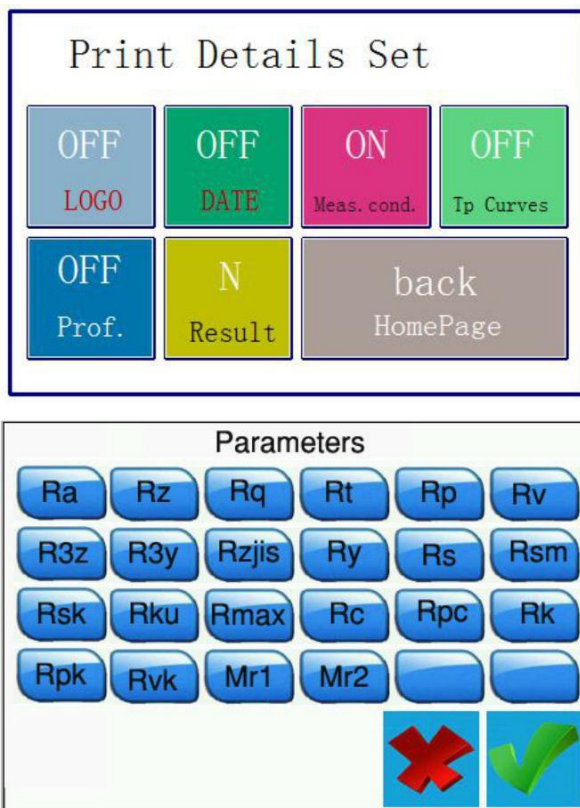 Print Details Set
OFF OFF ON OFF
LOGO DATE Meas.cond. Tp Curves
OFF N back
Prof. Result HomePage
Parameters
Ra Rz Rq Rt Rp Rv
R3z R3y Rzjis Ry Rs Rsm
Rsk Rku Rmax Rc Rpc Rk
Rpk Rvk Mr1 Mr2